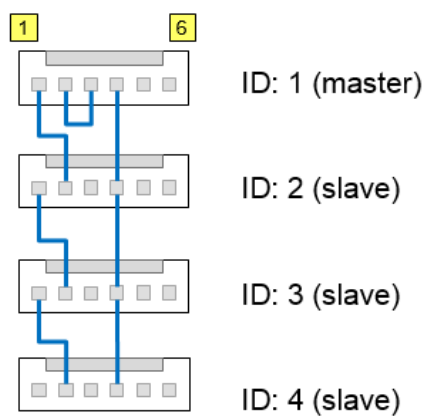 1 6
ID: 1 (master)
ID: 2 (slave)
ID: 3 (slave)
ID: 4 (slave)